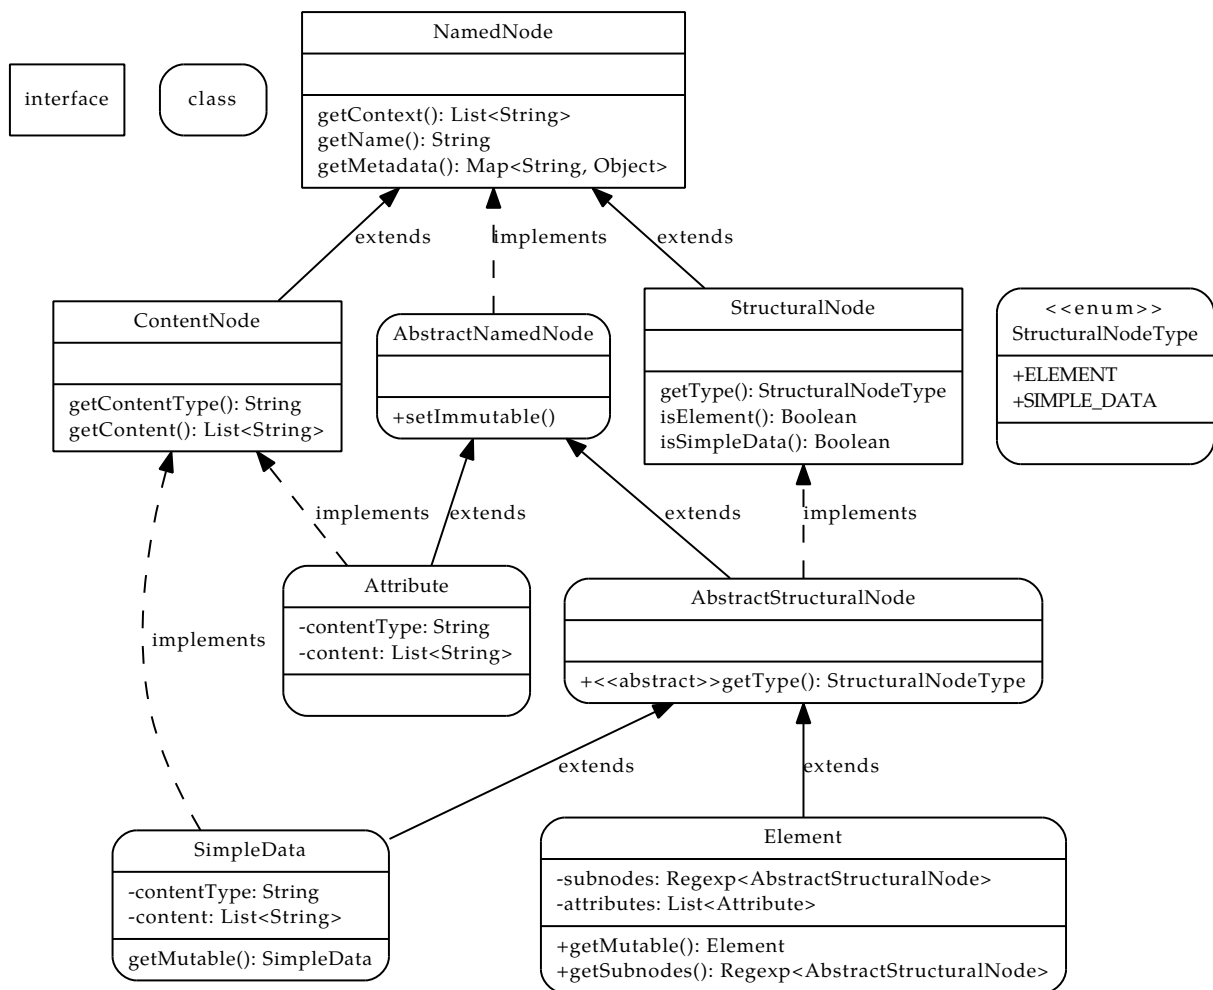 NamedNode
getContext(): List<String>
getName(): String
getMetadata(): Map<String, Object>
interface
class
extends
implements
extends
ContentNode
getContentType(): String
getContent(): List<String>
AbstractNamedNode
+setImmutable()
StructuralNode
getType(): StructuralNodeType
isElement(): Boolean
isSimpleData(): Boolean
<<enum>>
StructuralNodeType
+ELEMENT
+SIMPLE_DATA
implements
extends
extends
implements
Attribute
-contentType: String
-content: List<String>
AbstractStructuralNode
+<<abstract>>getType(): StructuralNodeType
implements
extends
extends
SimpleData
-contentType: String
-content: List<String>
getMutable(): SimpleData
Element
-subnodes: Regexp<AbstractStructuralNode>
-attributes: List<Attribute>
+getMutable(): Element
+getSubnodes(): Regexp<AbstractStructuralNode>